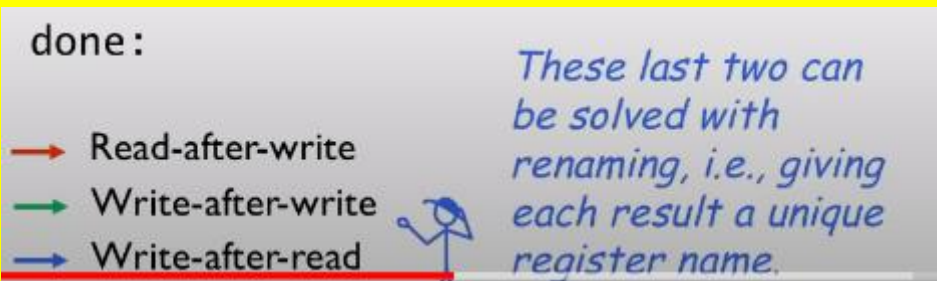 done:
Read-after-write
Write-after-write
Write-after-read
These last two can
be solved with
renaming, i.e., giving
each result a unique
register name.